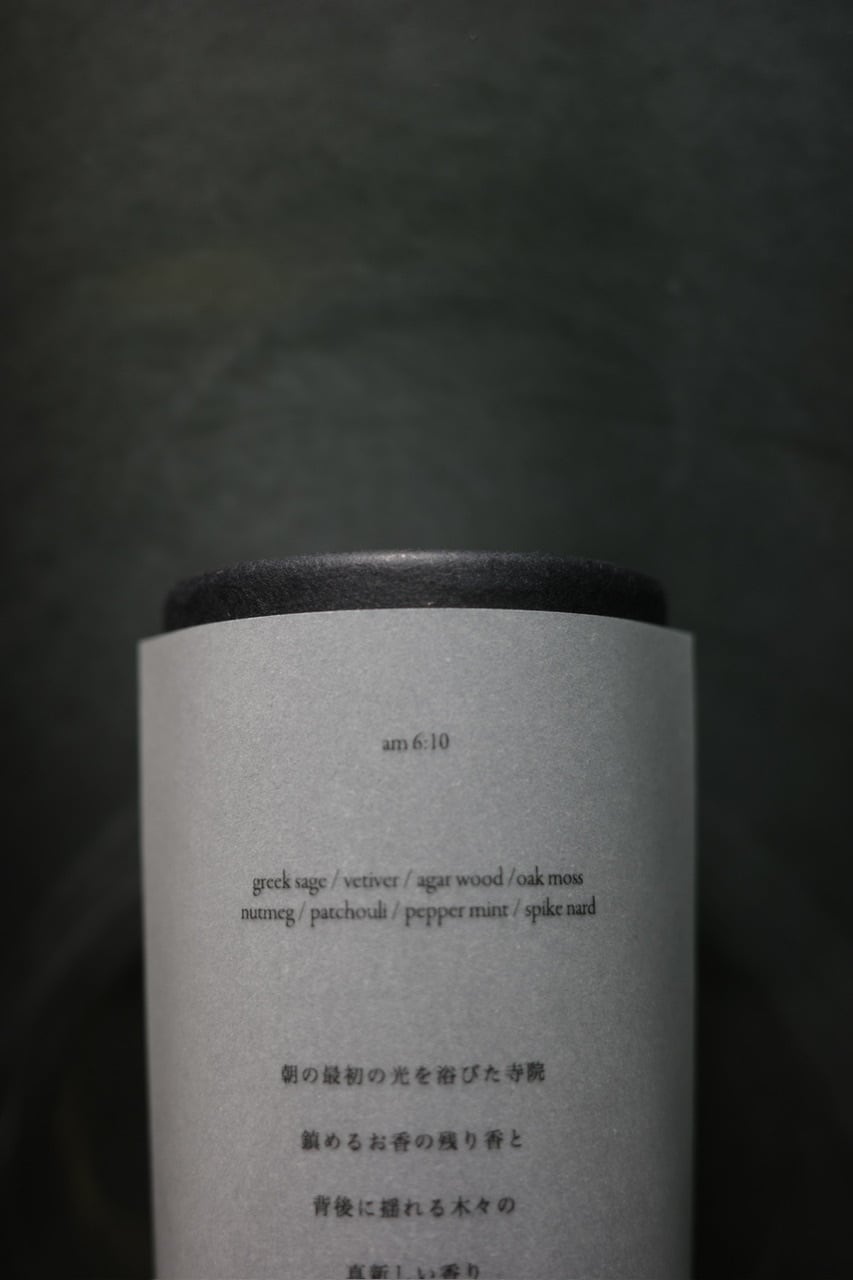 am 6:10
greek sage / vetiver / agar wood /oak moss
nutmeg / patchouli / pepper mint / spike nard
朝の最初の光を浴びた寺院
鎮めるお香の残り香と
背後に揺れる木々の
真新しい香り